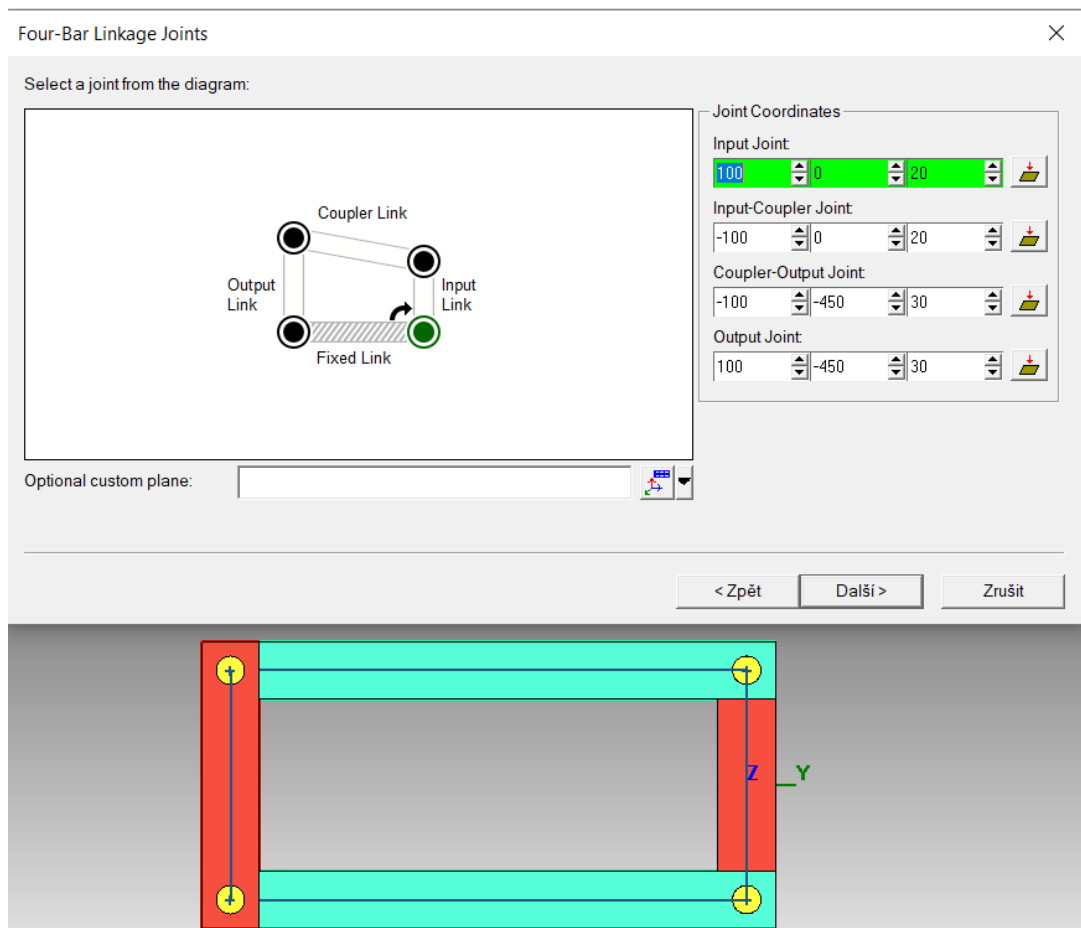 Four-Bar Linkage Joints
Select a joint from the diagram:
Coupler Link
Output
Link
Input
Link
Fixed Link
Joint Coordinates
Input Joint:
100 0 20
Input-Coupler Joint:
-100 0 20
Coupler-Output Joint:
-100 -450 30
Output Joint:
100 -450 30
Optional custom plane:
< Zpět Další > Zrušit
Z Y